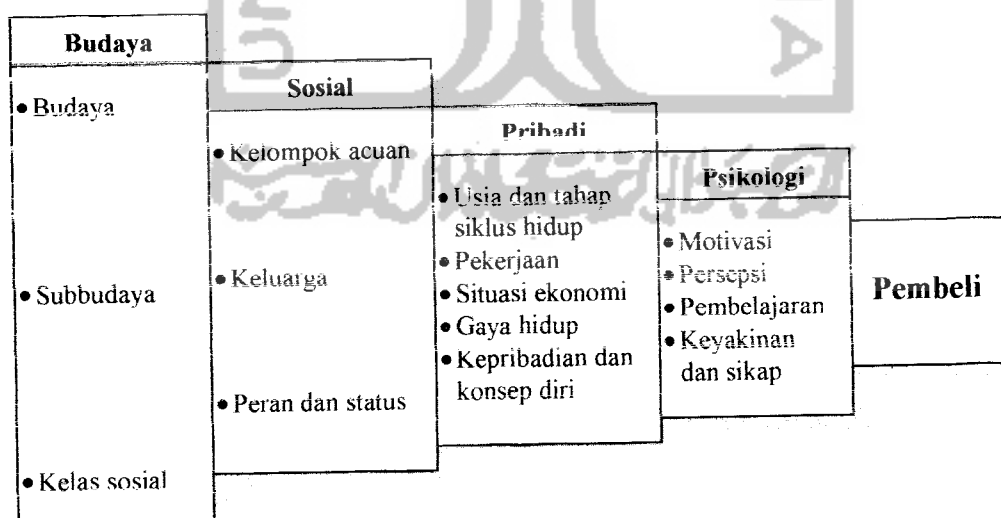 Budaya
• Budaya
• Subbudaya
• Kelas sosial
Sosial
• Kelompok acuan
• Keluarga
• Peran dan status
Pribadi
• Usia dan tahap
siklus hidup
• Pekerjaan
• Situasi ekonomi
• Gaya hidup
• Kepribadian dan
konsep diri
Psikologi
• Motivasi
• Persepsi
• Pembelajaran
• Keyakinan
dan sikap
Pembeli